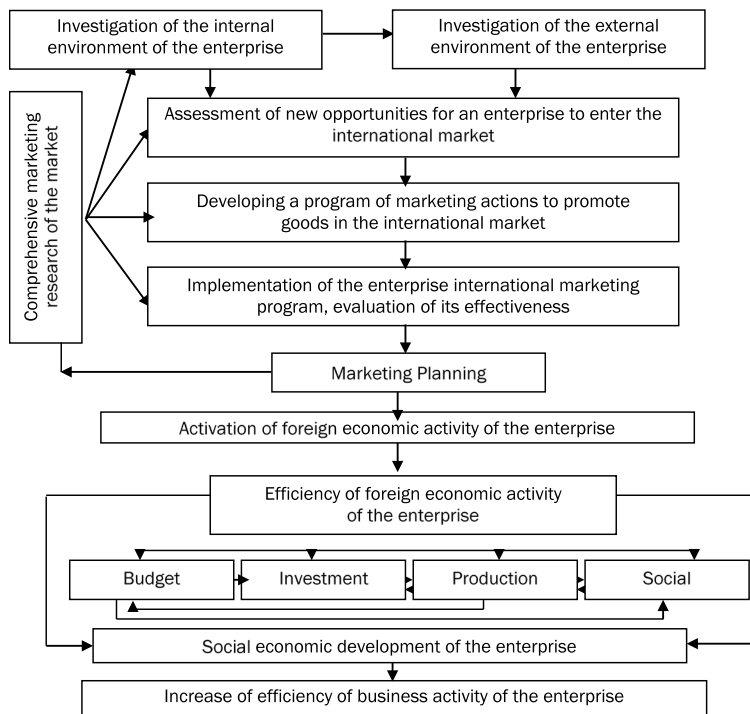 Investigation of the internal
environment of the enterprise
Investigation of the external
environment of the enterprise
Comprehensive marketing
research of the market
Assessment of new opportunities for an enterprise to enter the
international market
Developing a program of marketing actions to promote
goods in the international market
Implementation of the enterprise international marketing
program, evaluation of its effectiveness
Marketing Planning
Activation of foreign economic activity of the enterprise
Efficiency of foreign economic activity
of the enterprise
Budget
Investment
Production
Social
Social economic development of the enterprise
Increase of efficiency of business activity of the enterprise